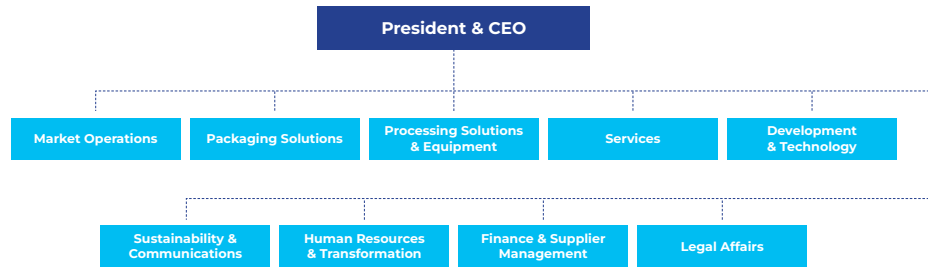 President & CEO
Market Operations
Packaging Solutions
Processing Solutions
& Equipment
Services
Development
& Technology
Sustainability &
Communications
Human Resources
& Transformation
Finance & Supplier
Management
Legal Affairs